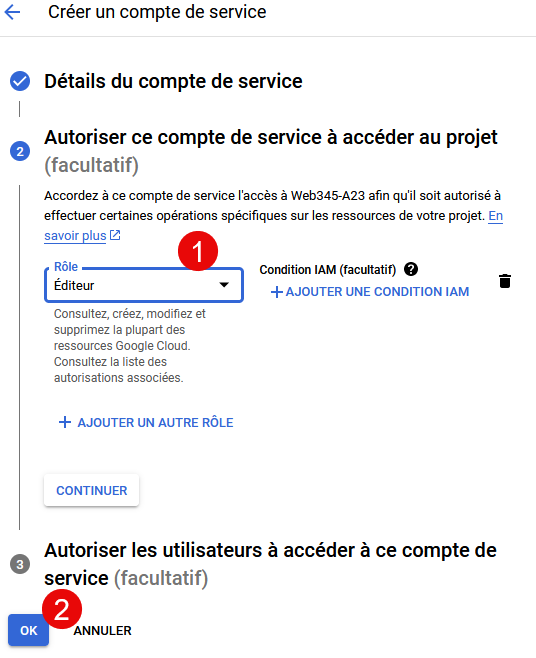 Créer un compte de service
Détails du compte de service
2
Autoriser ce compte de service à accéder au projet
(facultatif)
Accordez à ce compte de service l'accès à Web345-A23 afin qu'il soit autorisé à
effectuer certaines opérations spécifiques sur les ressources de votre projet. En
savoir plus
1
Rôle
Éditeur
Condition IAM (facultatif) ?
+ AJOUTER UNE CONDITION IAM
Consultez, créez, modifiez et
supprimez la plupart des
ressources Google Cloud.
Consultez la liste des
autorisations associées.
+ AJOUTER UN AUTRE RÔLE
CONTINUER
3
Autoriser les utilisateurs à accéder à ce compte de
service (facultatif)
2
OK
ANNULER